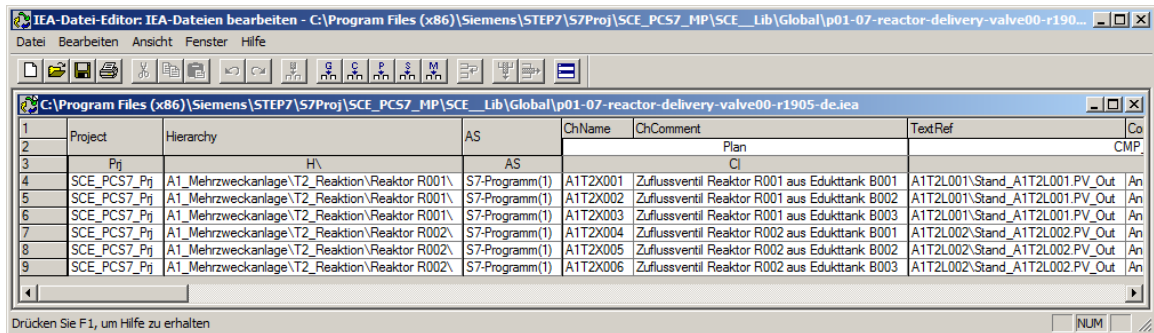 IEA-Datei-Editor: IEA-Dateien bearbeiten - C:\Program Files (x86)\Siemens\STEP7\S7Proj\SCE_PCS7_MP\SCE__Lib\Global\p01-07-reactor-delivery-valve00-r190...
Datei Bearbeiten Ansicht Fenster Hilfe
G C P S M
C:\Program Files (x86)\Siemens\STEP7\S7Proj\SCE_PCS7_MP\SCE__Lib\Global\p01-07-reactor-delivery-valve00-r1905-de.iea
1 Project Hierarchy AS ChName ChComment TextRef Co
2 Plan CMP_
3 Prj H\ AS CI
4 SCE_PCS7_Prj A1_Mehrzweckanlage\T2_Reaktion\Reaktor R001\ S7-Programm(1) A1T2X001 Zuflussventil Reaktor R001 aus Edukttank B001 A1T2L001\Stand_A1T2L001.PV_Out An
5 SCE_PCS7_Prj A1_Mehrzweckanlage\T2_Reaktion\Reaktor R001\ S7-Programm(1) A1T2X002 Zuflussventil Reaktor R001 aus Edukttank B002 A1T2L001\Stand_A1T2L001.PV_Out An
6 SCE_PCS7_Prj A1_Mehrzweckanlage\T2_Reaktion\Reaktor R001\ S7-Programm(1) A1T2X003 Zuflussventil Reaktor R001 aus Edukttank B003 A1T2L001\Stand_A1T2L001.PV_Out An
7 SCE_PCS7_Prj A1_Mehrzweckanlage\T2_Reaktion\Reaktor R002\ S7-Programm(1) A1T2X004 Zuflussventil Reaktor R002 aus Edukttank B001 A1T2L002\Stand_A1T2L002.PV_Out An
8 SCE_PCS7_Prj A1_Mehrzweckanlage\T2_Reaktion\Reaktor R002\ S7-Programm(1) A1T2X005 Zuflussventil Reaktor R002 aus Edukttank B002 A1T2L002\Stand_A1T2L002.PV_Out An
9 SCE_PCS7_Prj A1_Mehrzweckanlage\T2_Reaktion\Reaktor R002\ S7-Programm(1) A1T2X006 Zuflussventil Reaktor R002 aus Edukttank B003 A1T2L002\Stand_A1T2L002.PV_Out An
Drücken Sie F1, um Hilfe zu erhalten NUM